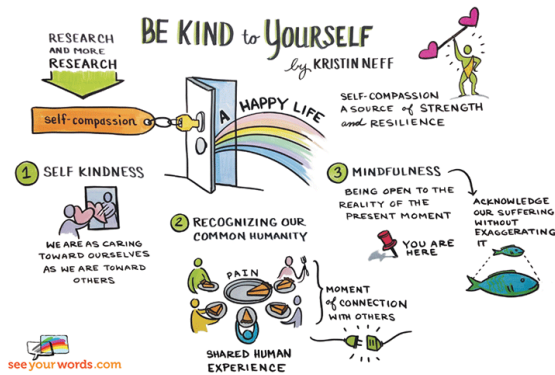 BE KIND to YOURSELF
by KRISTIN NEFF
RESEARCH
AND MORE
RESEARCH
self-compassion
A HAPPY LIFE
SELF-COMPASSION
A SOURCE of STRENGTH
and RESILIENCE
1 SELF KINDNESS
WE ARE AS CARING
TOWARD OURSELVES
AS WE ARE TOWARD
OTHERS
2 RECOGNIZING OUR
COMMON HUMANITY
PAIN
MOMENT
of CONNECTION
WITH OTHERS
SHARED HUMAN
EXPERIENCE
3 MINDFULNESS
BEING OPEN TO THE
REALITY OF THE
PRESENT MOMENT
YOU ARE
HERE
ACKNOWLEDGE
OUR SUFFERING
WITHOUT
EXAGGERATING
IT
seeyourwords.com